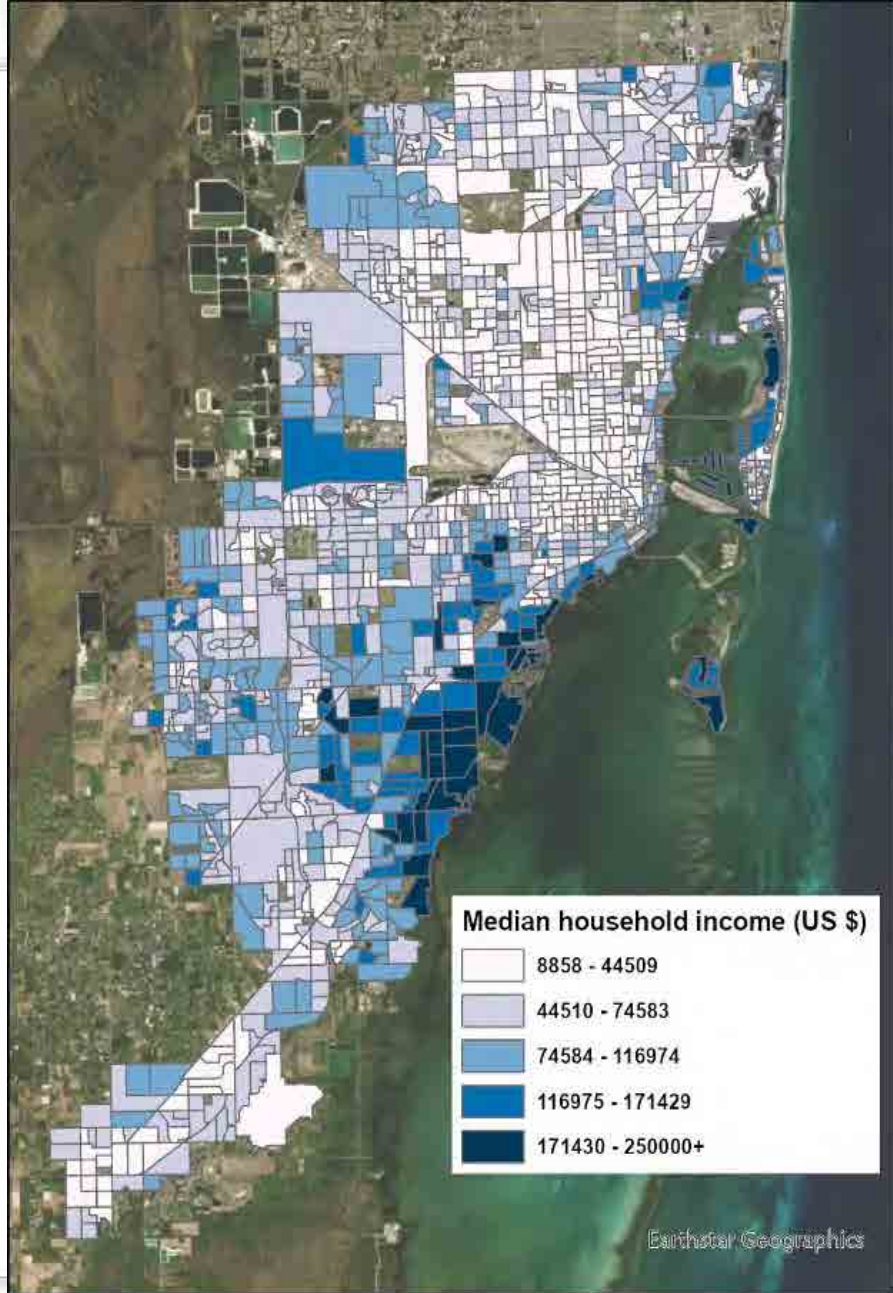 Median household income (US $)
8858 - 44509
44510 - 74583
74584 - 116974
116975 - 171429
171430 - 250000+
Earthstar Geographics